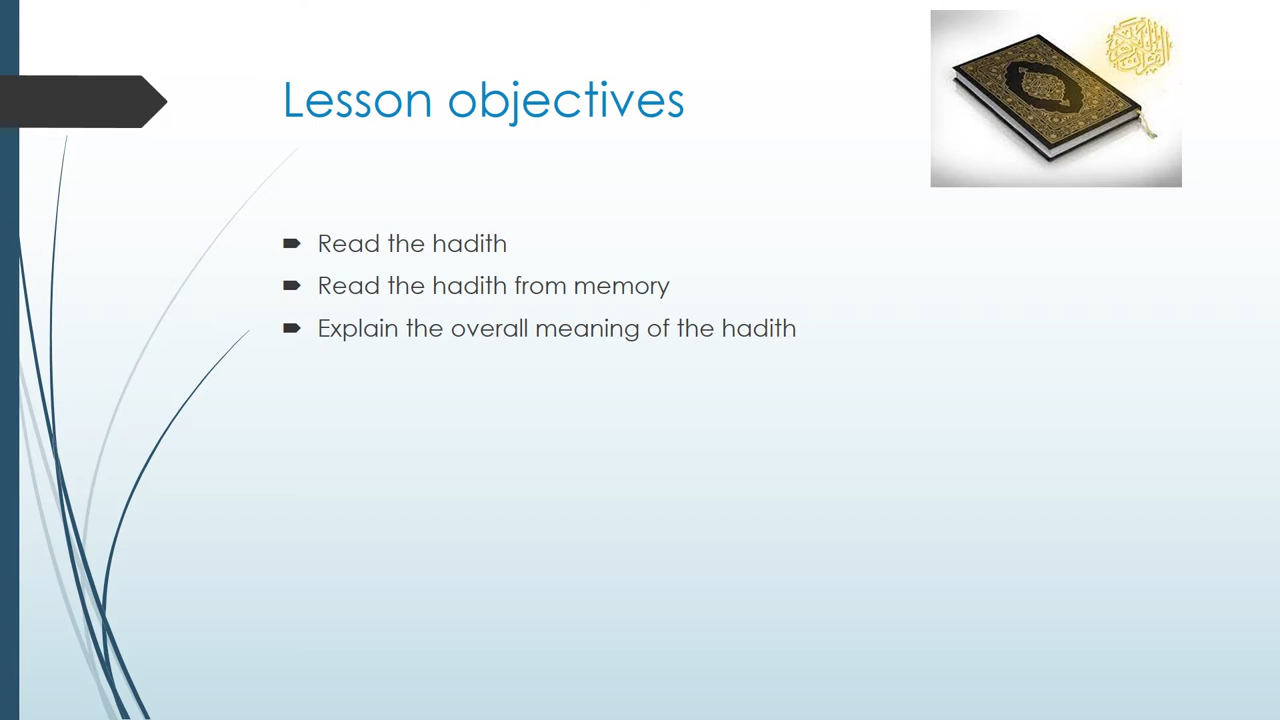 Lesson objectives
Read the hadith
Read the hadith from memory
Explain the overall meaning of the hadith